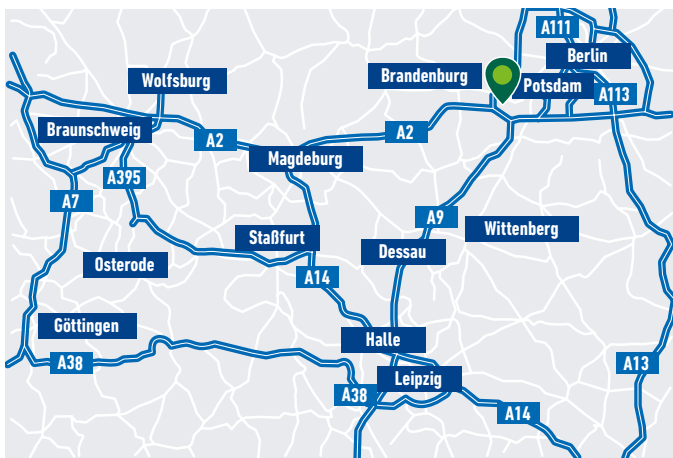 A111
Berlin
Brandenburg
Wolfsburg
Potsdam
A113
Braunschweig
A2
A2
Magdeburg
A395
A7
A9
Wittenberg
Staßfurt
Dessau
Osterode
A14
Göttingen
Halle
A38
A13
Leipzig
A38
A14